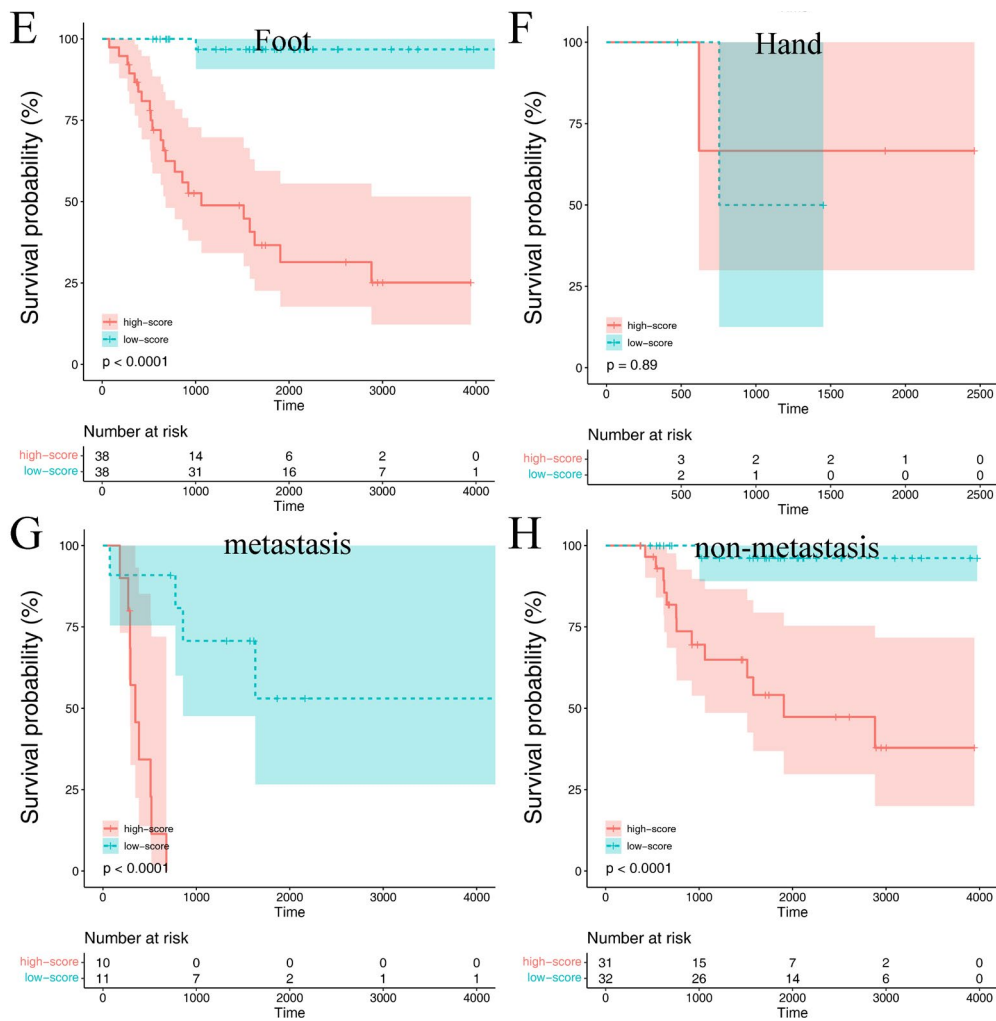 E
Foot
Survival probability (%)
100
75
50
25
0
high-score
low-score
p < 0.0001
0 1000 2000 3000 4000
Time
Number at risk
high-score 38 14 6 2 0
low-score 38 31 16 7 1
0 1000 2000 3000 4000
Time
F
Hand
Survival probability (%)
100
75
50
25
0
high-score
low-score
p = 0.89
0 500 1000 1500 2000 2500
Time
Number at risk
high-score 3 2 2 1 0
low-score 2 1 0 0 0
500 1000 1500 2000 2500
Time
G
metastasis
Survival probability (%)
100
75
50
25
0
high-score
low-score
p < 0.0001
0 1000 2000 3000 4000
Time
Number at risk
high-score 10 0 0 0 0
low-score 11 7 2 1 1
0 1000 2000 3000 4000
Time
H
non-metastasis
Survival probability (%)
100
75
50
25
0
high-score
low-score
p < 0.0001
0 1000 2000 3000 4000
Time
Number at risk
high-score 31 15 7 2 0
low-score 32 26 14 6 0
0 1000 2000 3000 4000
Time